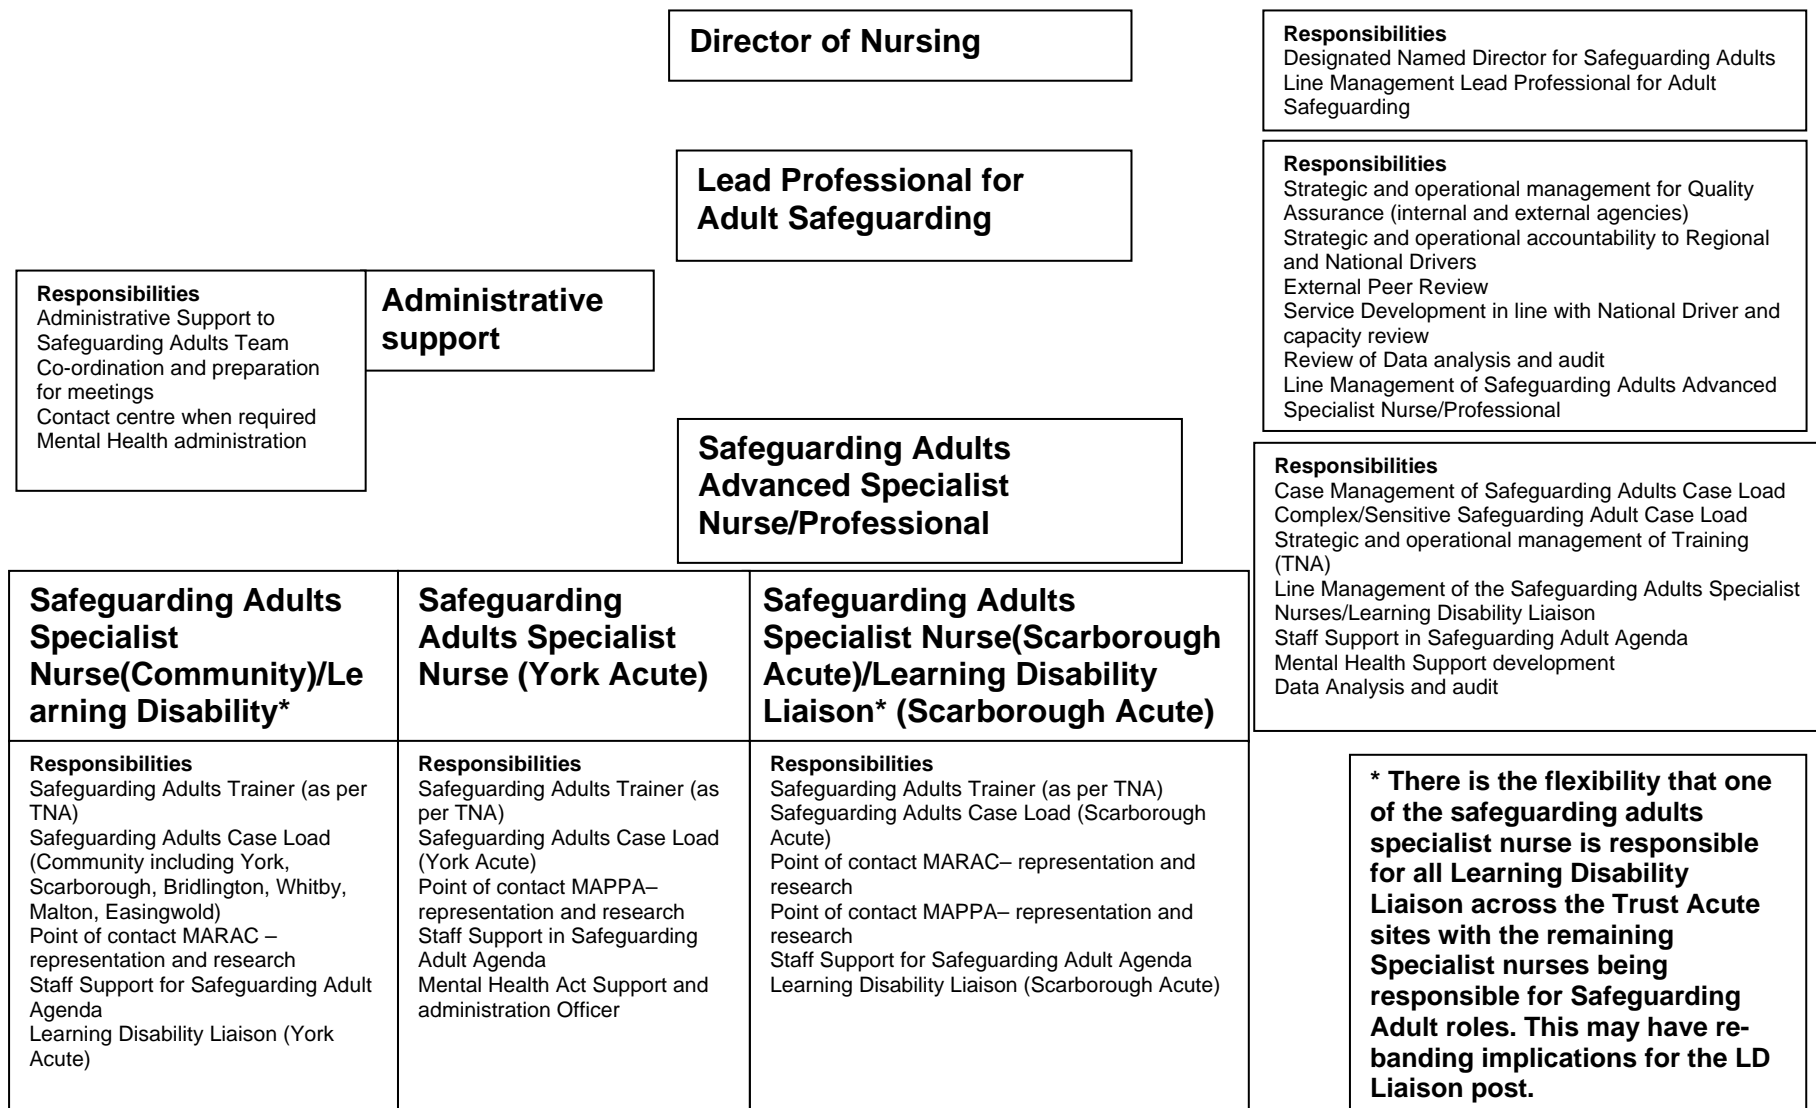 Director of Nursing
Responsibilities
Designated Named Director for Safeguarding Adults
Line Management Lead Professional for Adult
Safeguarding
Lead Professional for
Adult Safeguarding
Responsibilities
Strategic and operational management for Quality
Assurance (internal and external agencies)
Strategic and operational accountability to Regional
and National Drivers
External Peer Review
Service Development in line with National Driver and
capacity review
Review of Data analysis and audit
Line Management of Safeguarding Adults Advanced
Specialist Nurse/Professional
Responsibilities
Administrative Support to
Safeguarding Adults Team
Co-ordination and preparation
for meetings
Contact centre when required
Mental Health administration
Administrative
support
Safeguarding Adults
Advanced Specialist
Nurse/Professional
Responsibilities
Case Management of Safeguarding Adults Case Load
Complex/Sensitive Safeguarding Adult Case Load
Strategic and operational management of Training
(TNA)
Line Management of the Safeguarding Adults Specialist
Nurses/Learning Disability Liaison
Staff Support in Safeguarding Adult Agenda
Mental Health Support development
Data Analysis and audit
Safeguarding Adults
Specialist
Nurse(Community)/Le
arning Disability*
Safeguarding
Adults Specialist
Nurse (York Acute)
Safeguarding Adults
Specialist Nurse(Scarborough
Acute)/Learning Disability
Liaison* (Scarborough Acute)
Responsibilities
Safeguarding Adults Trainer (as per
TNA)
Safeguarding Adults Case Load
(Community including York,
Scarborough, Bridlington, Whitby,
Malton, Easingwold)
Point of contact MARAC –
representation and research
Staff Support for Safeguarding Adult
Agenda
Learning Disability Liaison (York
Acute)
Responsibilities
Safeguarding Adults Trainer (as
per TNA)
Safeguarding Adults Case Load
(York Acute)
Point of contact MAPPA–
representation and research
Staff Support in Safeguarding
Adult Agenda
Mental Health Act Support and
administration Officer
Responsibilities
Safeguarding Adults Trainer (as per TNA)
Safeguarding Adults Case Load (Scarborough
Acute)
Point of contact MARAC– representation and
research
Point of contact MAPPA– representation and
research
Staff Support for Safeguarding Adult Agenda
Learning Disability Liaison (Scarborough Acute)
* There is the flexibility that one
of the safeguarding adults
specialist nurse is responsible
for all Learning Disability
Liaison across the Trust Acute
sites with the remaining
Specialist nurses being
responsible for Safeguarding
Adult roles. This may have re-
banding implications for the LD
Liaison post.